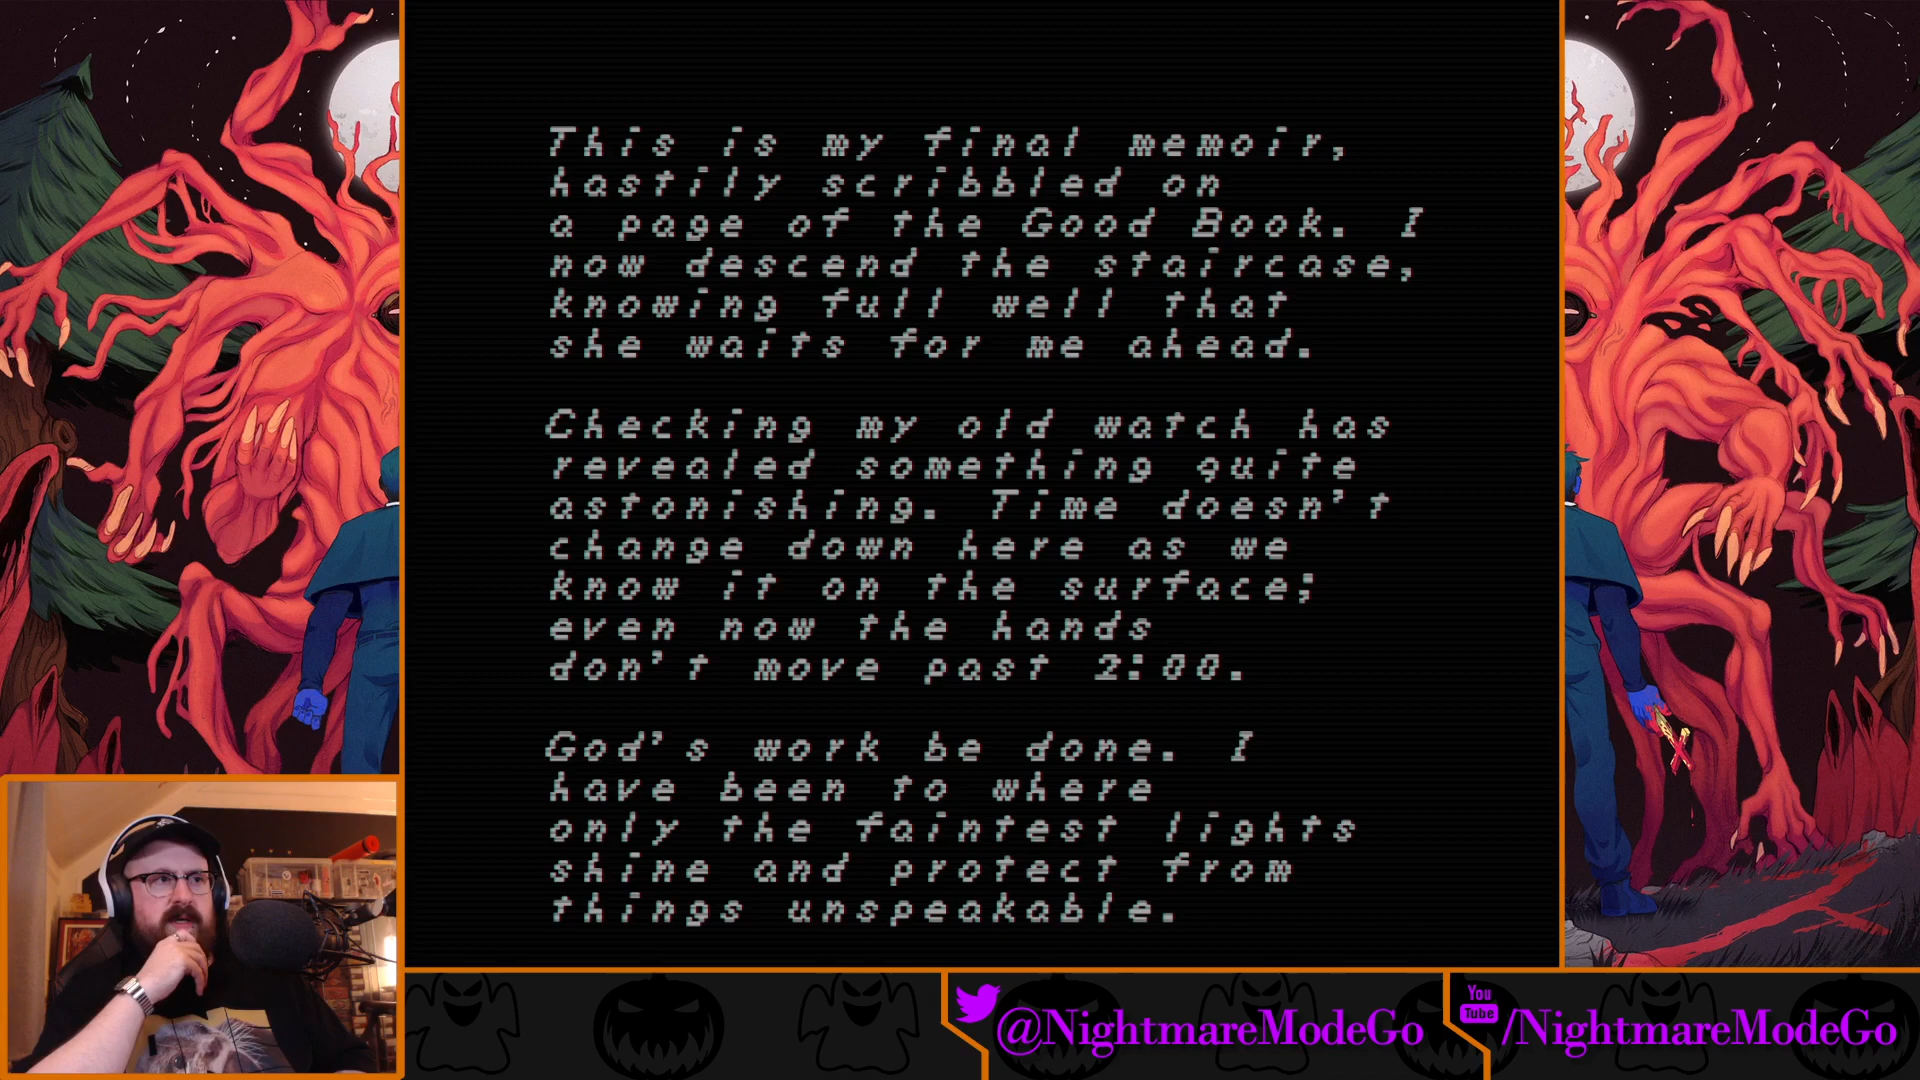 This is my final memoir,
hastily scribbled on
a page of the Good Book. I
now descend the staircase,
knowing full well that
she waits for me ahead.
Checking my old watch has
revealed something quite
astonishing. Time doesn't
change down here as we
know it on the surface;
even now the hands
don't move past 2:00.
God's work be done. I
have been to where
only the faintest lights
shine and protect from
things unspeakable.
@NightmareModeGo
You
Tube
/NightmareModeGo